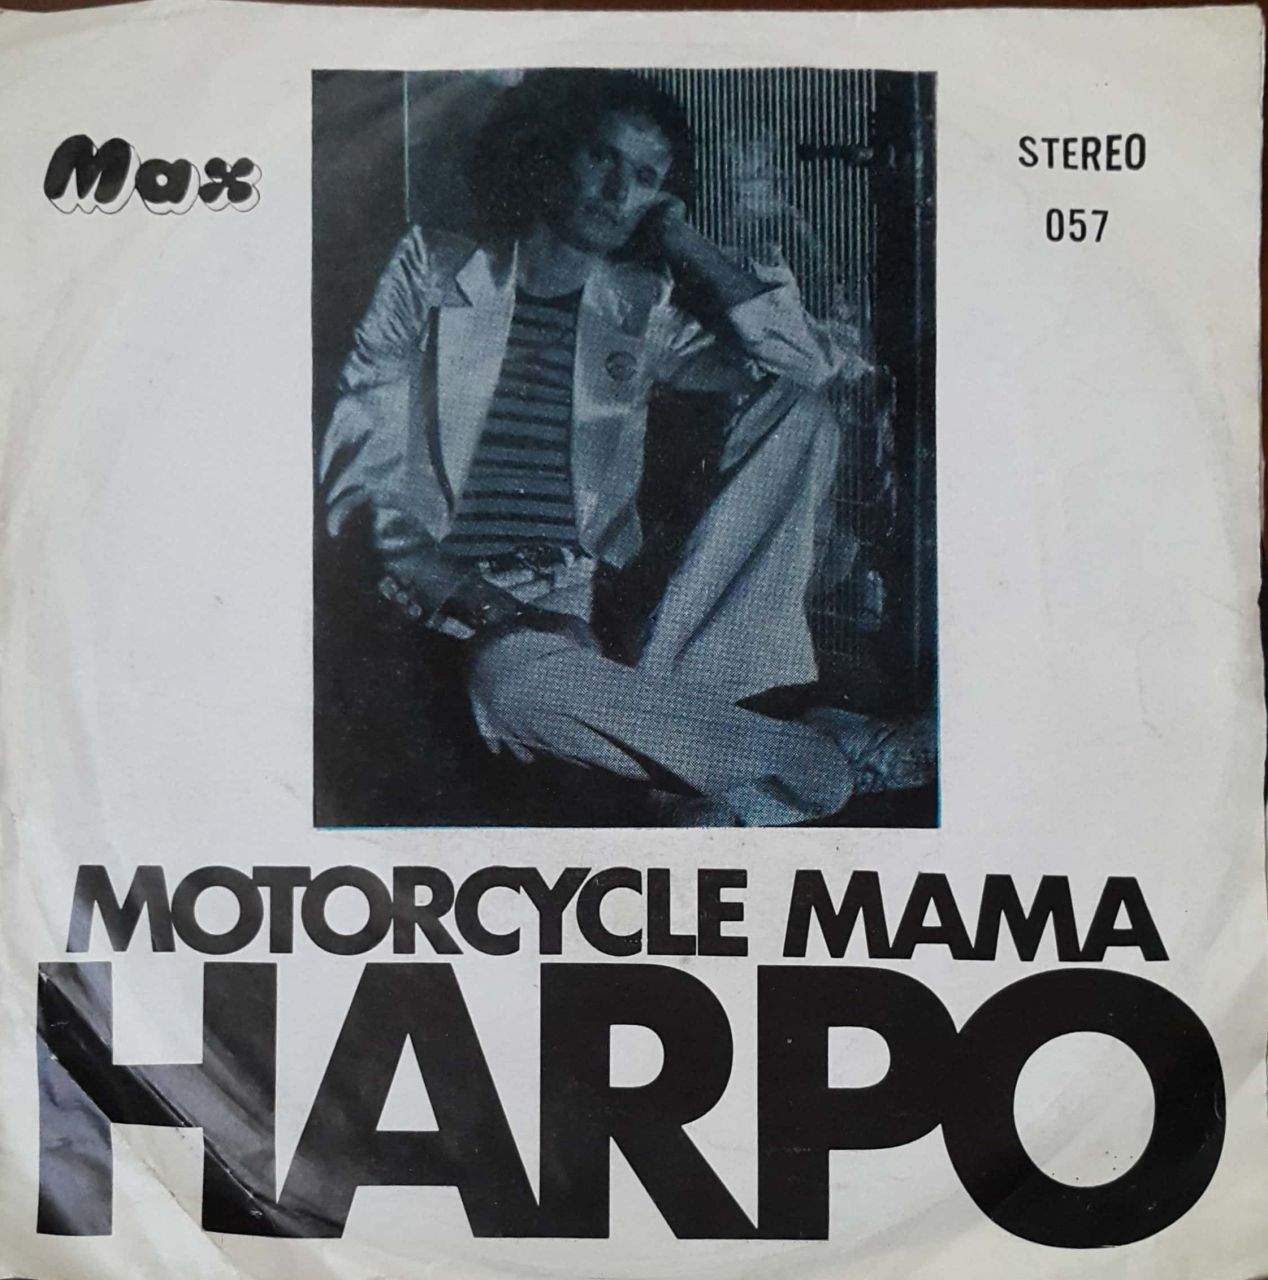 Max
STEREO
057
MOTORCYCLE MAMA
HARPO